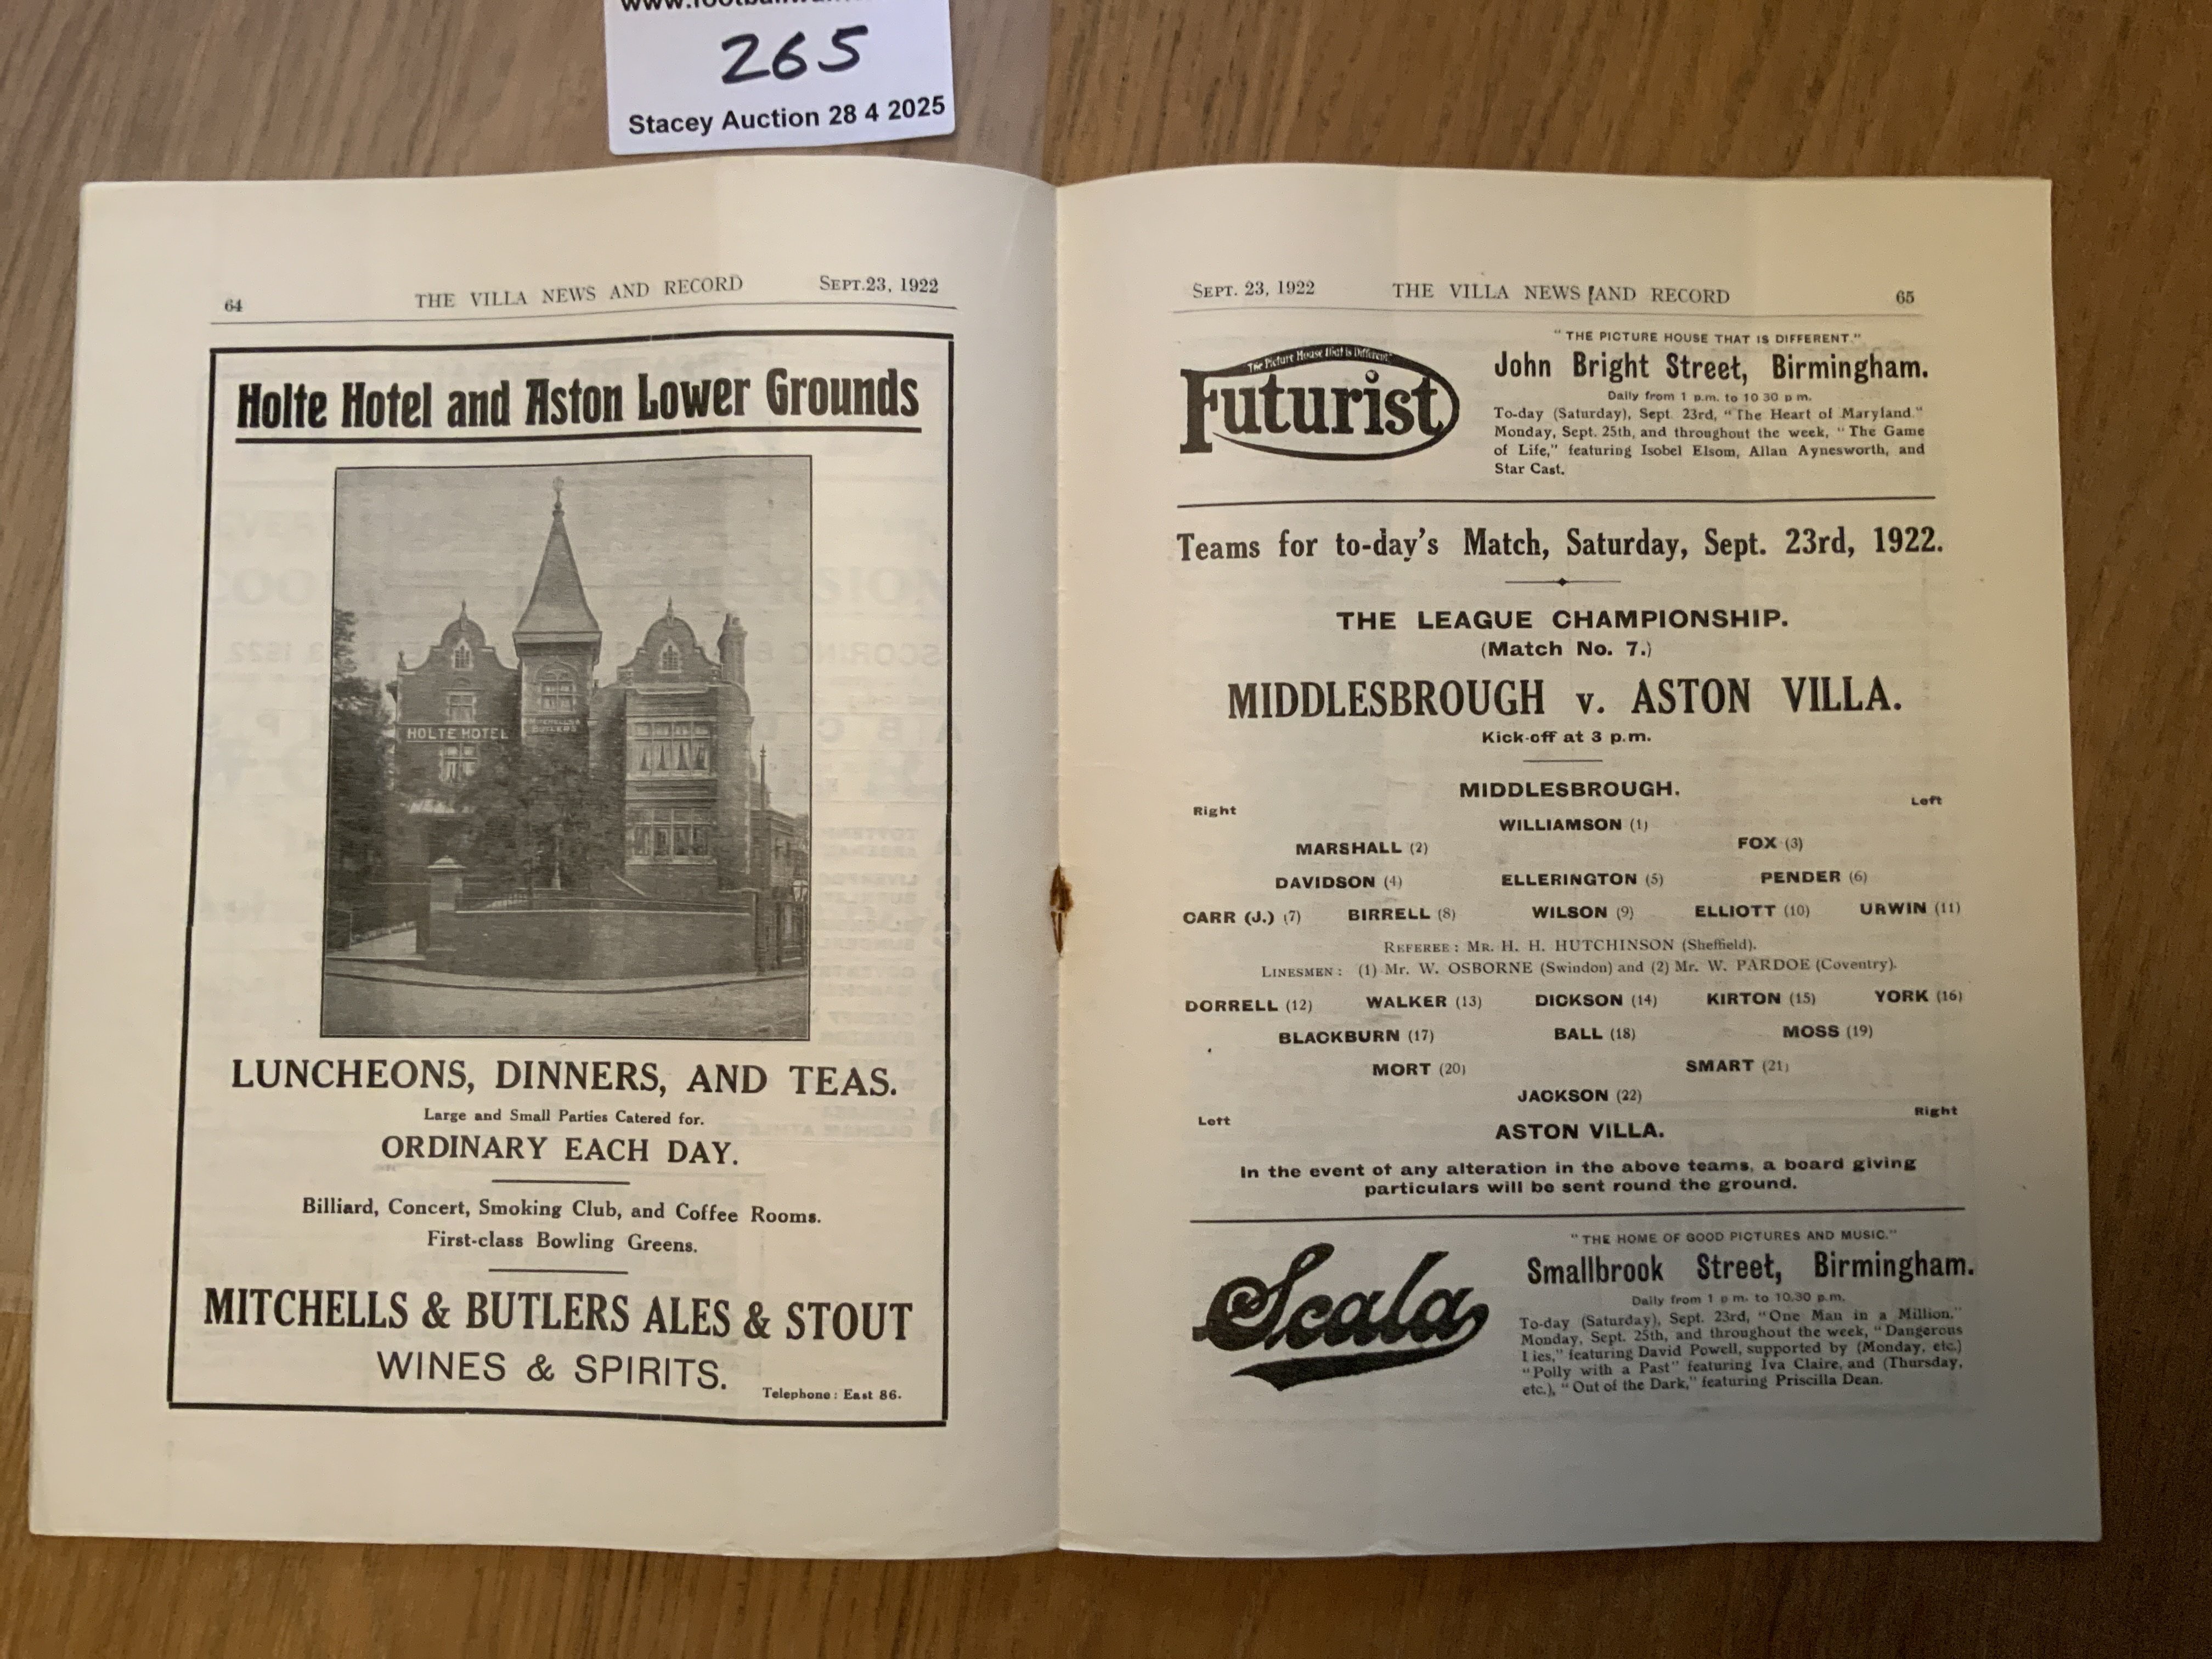 265
Stacey Auction 28 4 2025
64
THE VILLA NEWS AND RECORD
SEPT.23, 1922
Holte Hotel and Aston Lower Grounds
HOLTE HOTEL
LUNCHEONS, DINNERS, AND TEAS.
Large and Small Parties Catered for.
ORDINARY EACH DAY.
Billiard, Concert, Smoking Club, and Coffee Rooms.
First-class Bowling Greens.
MITCHELLS & BUTLERS ALES & STOUT
WINES & SPIRITS.
Telephone: East 86.
SEPT. 23, 1922
THE VILLA NEWS AND RECORD
65
The Picture House that is Different
Futurist
"THE PICTURE HOUSE THAT IS DIFFERENT."
John Bright Street, Birmingham.
Daily from 1 p.m. to 10 30 p m.
To-day (Saturday), Sept. 23rd, "The Heart of Maryland."
Monday, Sept. 25th, and throughout the week, "The Game
of Life," featuring Isobel Elsom, Allan Aynesworth, and
Star Cast.
Teams for to-day's Match, Saturday, Sept. 23rd, 1922.
THE LEAGUE CHAMPIONSHIP.
(Match No. 7.)
MIDDLESBROUGH v. ASTON VILLA.
Kick-off at 3 p.m.
MIDDLESBROUGH.
Right
Left
WILLIAMSON (1)
MARSHALL (2) FOX (3)
DAVIDSON (4) ELLERINGTON (5) PENDER (6)
CARR (J.) (7) BIRRELL (8) WILSON (9) ELLIOTT (10) URWIN (11)
REFEREE: MR. H. H. HUTCHINSON (Sheffield).
LINESMEN: (1) Mr. W. OSBORNE (Swindon) and (2) Mr. W. PARDOE (Coventry).
DORRELL (12) WALKER (13) DICKSON (14) KIRTON (15) YORK (16)
BLACKBURN (17) BALL (18) MOSS (19)
MORT (20) SMART (21)
JACKSON (22)
Left
Right
ASTON VILLA.
In the event of any alteration in the above teams, a board giving
particulars will be sent round the ground.
Scala
"THE HOME OF GOOD PICTURES AND MUSIC."
Smallbrook Street, Birmingham.
Daily from 1 p m. to 10.30 p.m.
To-day (Saturday), Sept. 23rd, "One Man in a Million."
Monday, Sept. 25th, and throughout the week, "Dangerous
Lies," featuring David Powell, supported by (Monday, etc.)
"Polly with a Past" featuring Iva Claire, and (Thursday,
etc.), "Out of the Dark," featuring Priscilla Dean.